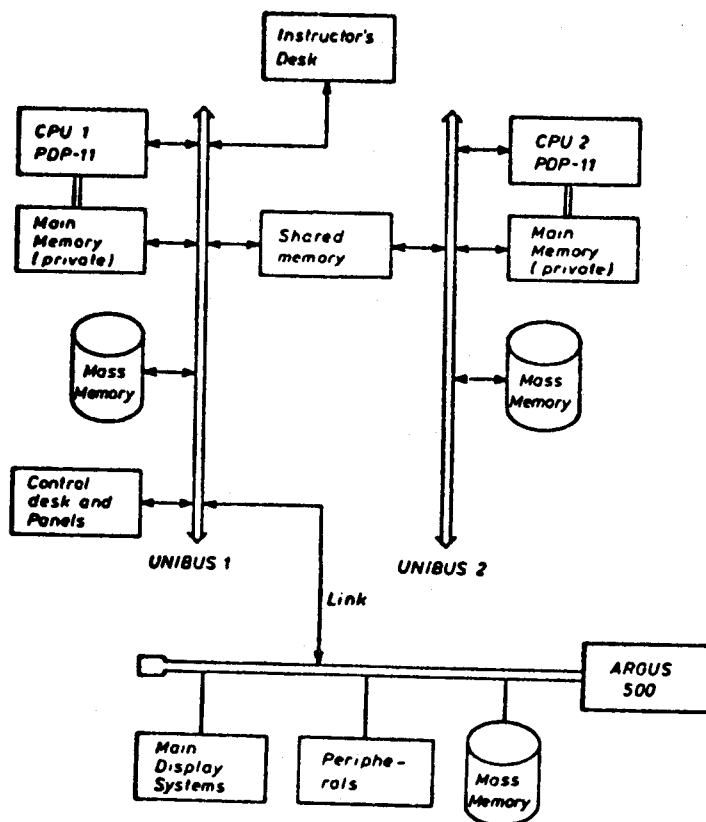 Instructor's
Desk
CPU 1
PDP-11
CPU 2
PDP-11
Main
Memory
(private)
Shared
memory
Main
Memory
(private)
Mass
Memory
Mass
Memory
Control
desk and
Panels
UNIBUS 1
UNIBUS 2
Link
ARGUS
500
Main
Display
Systems
Periphe-
rals
Mass
Memory